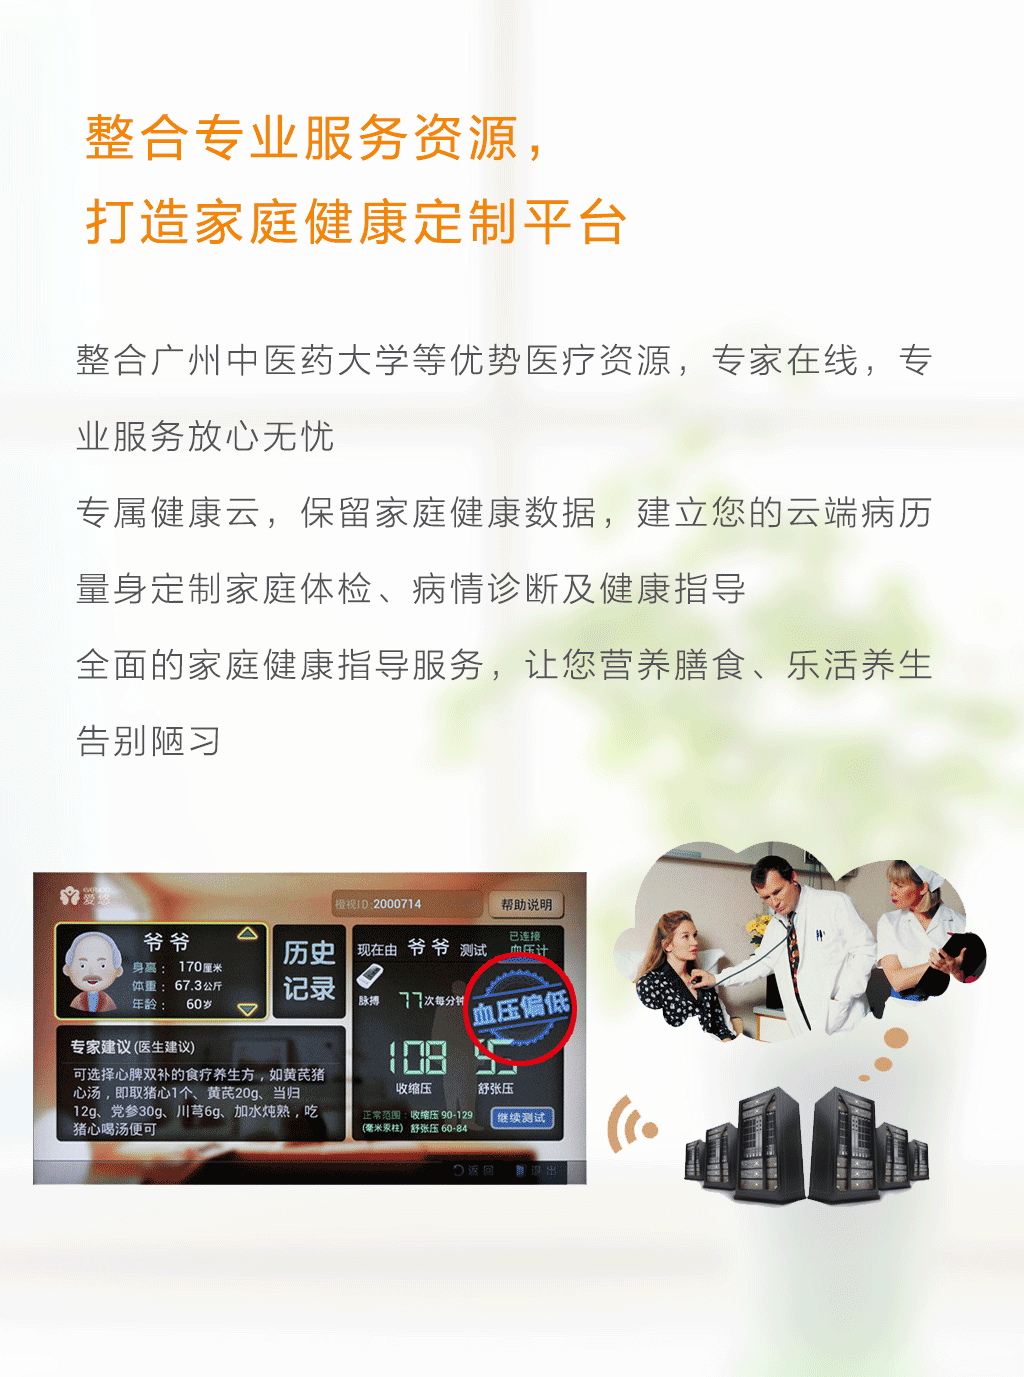 整合专业服务资源，
打造家庭健康定制平台
整合广州中医药大学等优势医疗资源，专家在线，专
业服务放心无忧
专属健康云，保留家庭健康数据，建立您的云端病历
量身定制家庭体检、病情诊断及健康指导
全面的家庭健康指导服务，让您营养膳食、乐活养生
告别陋习
爱悠
橙视ID:2000714
帮助说明
爷爷
身高： 170厘米
体重： 67.3公斤
年龄： 60岁
历史
记录
现在由 爷爷 测试
已连接
血压计
脉搏 77次每分钟
血压偏低
108
收缩压 舒张压
正常范围：收缩压 90-129
(毫米汞柱) 舒张压 60-84
继续测试
专家建议 (医生建议)
可选择心脾双补的食疗养生方，如黄芪猪
心汤，即取猪心1个、黄芪20g、当归
12g、党参30g、川芎6g、加水炖熟，吃
猪心喝汤便可
返回 退出